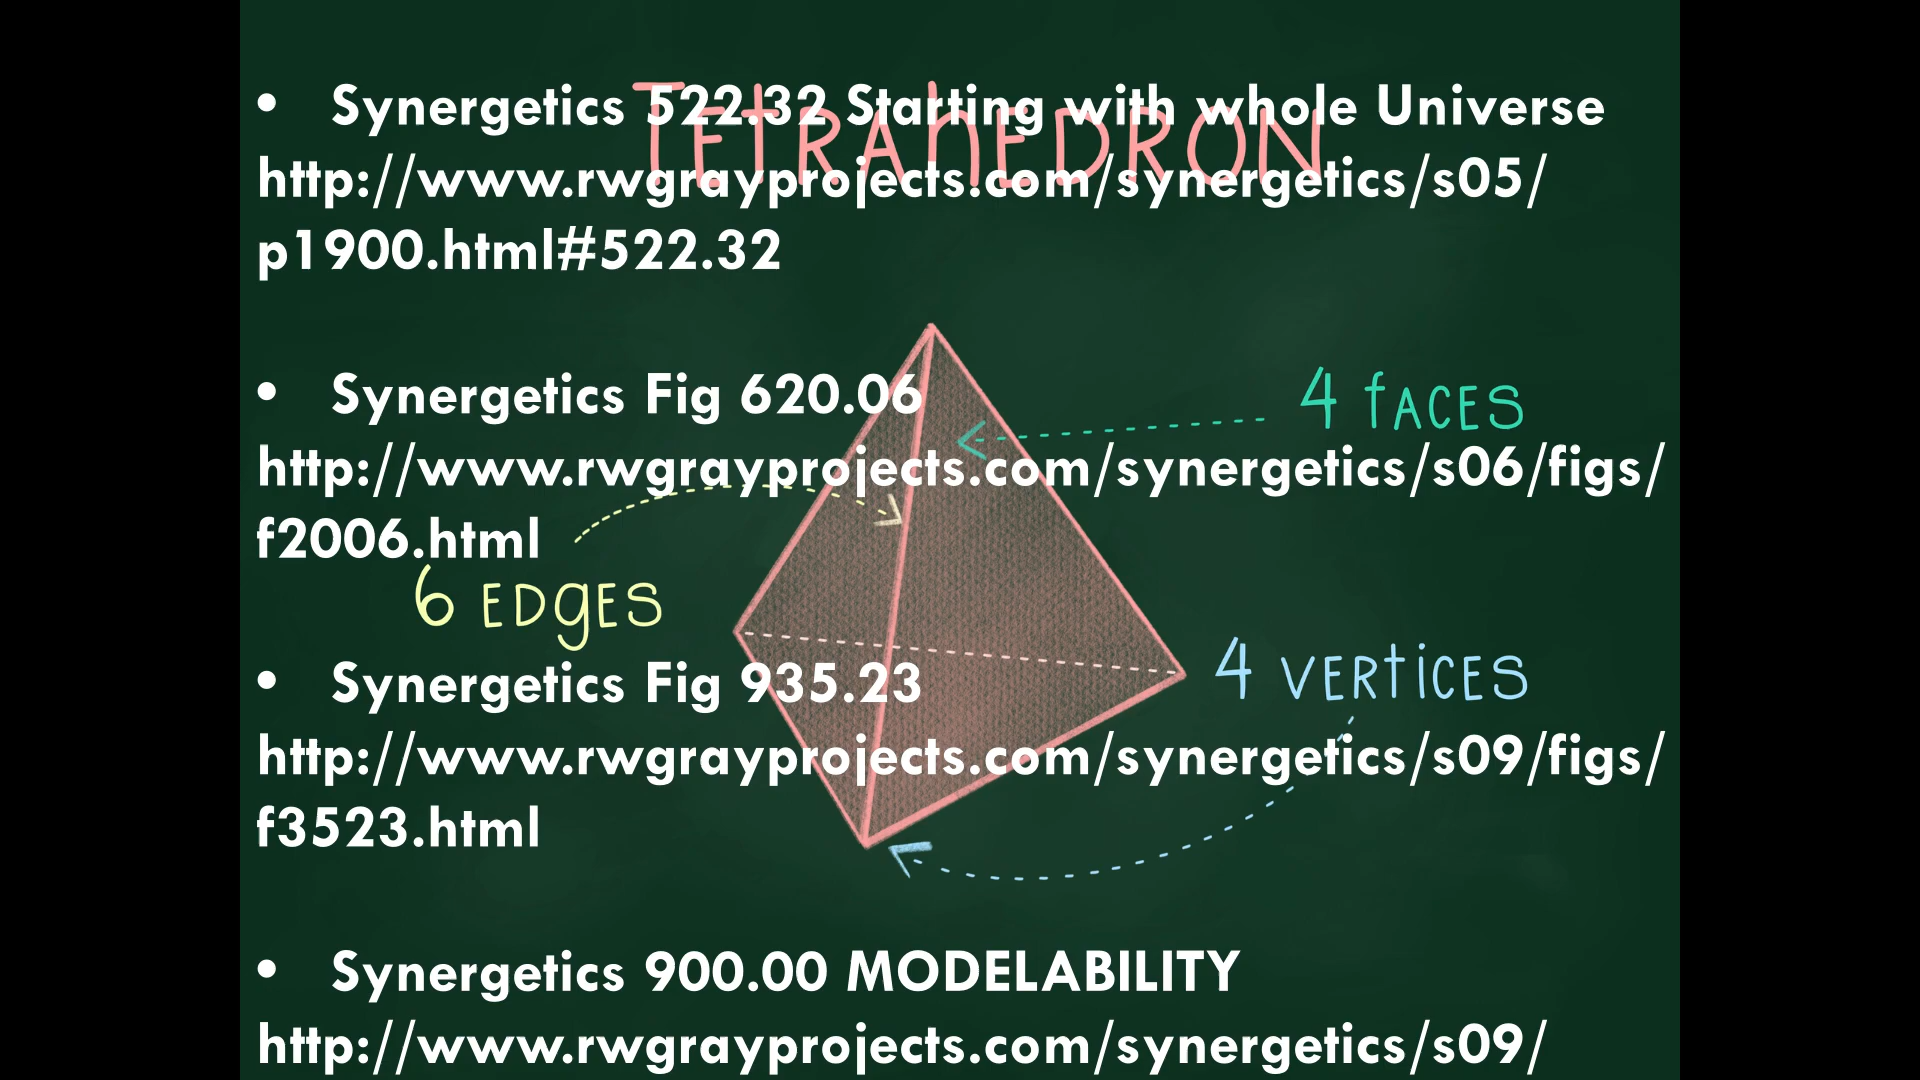 TETRAHEDRON
• Synergetics 522.32 Starting with whole Universe
http://www.rwgrayprojects.com/synergetics/s05/
p1900.html#522.32
• Synergetics Fig 620.06
4 fACES
http://www.rwgrayprojects.com/synergetics/s06/figs/
f2006.html
6 EDgES
• Synergetics Fig 935.23
4 VERtiCES
http://www.rwgrayprojects.com/synergetics/s09/figs/
f3523.html
• Synergetics 900.00 MODELABILITY
http://www.rwgrayprojects.com/synergetics/s09/